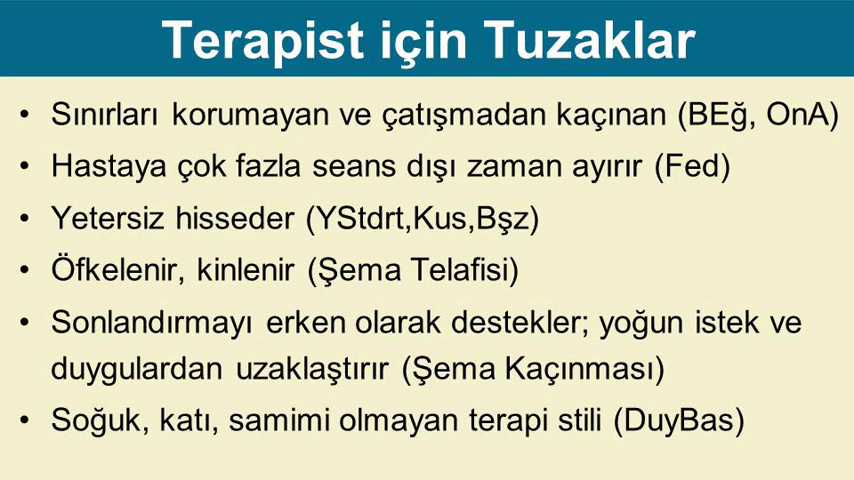 Terapist için Tuzaklar
• Sınırları korumayan ve çatışmadan kaçınan (BEğ, OnA)
• Hastaya çok fazla seans dışı zaman ayırır (Fed)
• Yetersiz hisseder (YStdrt,Kus,Bşz)
• Öfkelenir, kinlenir (Şema Telafisi)
• Sonlandırmayı erken olarak destekler; yoğun istek ve
duygulardan uzaklaştırır (Şema Kaçınması)
• Soğuk, katı, samimi olmayan terapi stili (DuyBas)